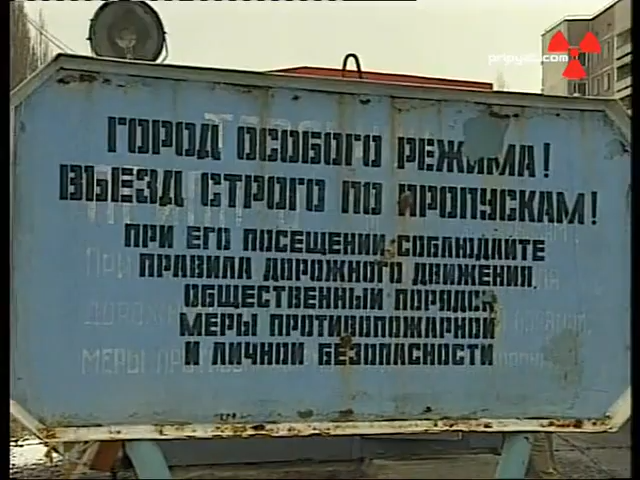 pripyat.com
ГОРОД ОСОБОГО РЕЖИМА!
ВЪЕЗД СТРОГО ПО ПРОПУСКАМ!
ПРИ ЕГО ПОСЕЩЕНИИ СОБЛЮДАЙТЕ
ПРАВИЛА ДОРОЖНОГО ДВИЖЕНИЯ,
ОБЩЕСТВЕННЫЙ ПОРЯДОК
МЕРЫ ПРОТИВОПОЖАРНОЙ
И ЛИЧНОЙ БЕЗОПАСНОСТИ